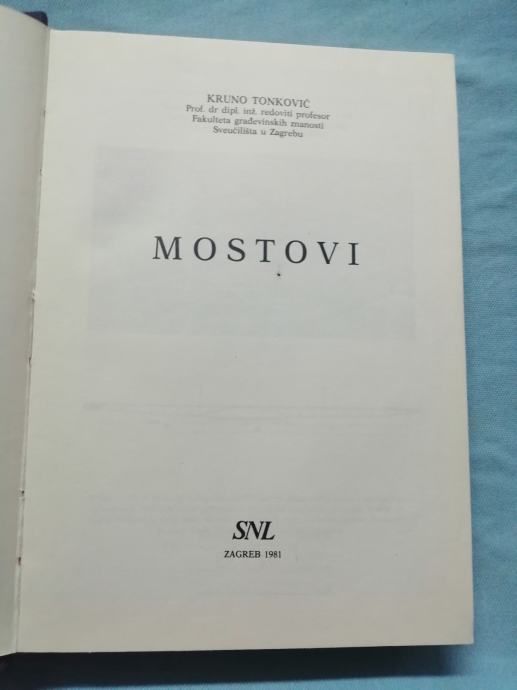 KRUNO TONKOVIĆ
Prof. dr dipl. inž. redoviti profesor
Fakulteta građevinskih znanosti
Sveučilišta u Zagrebu
MOSTOVI
SNL
ZAGREB 1981